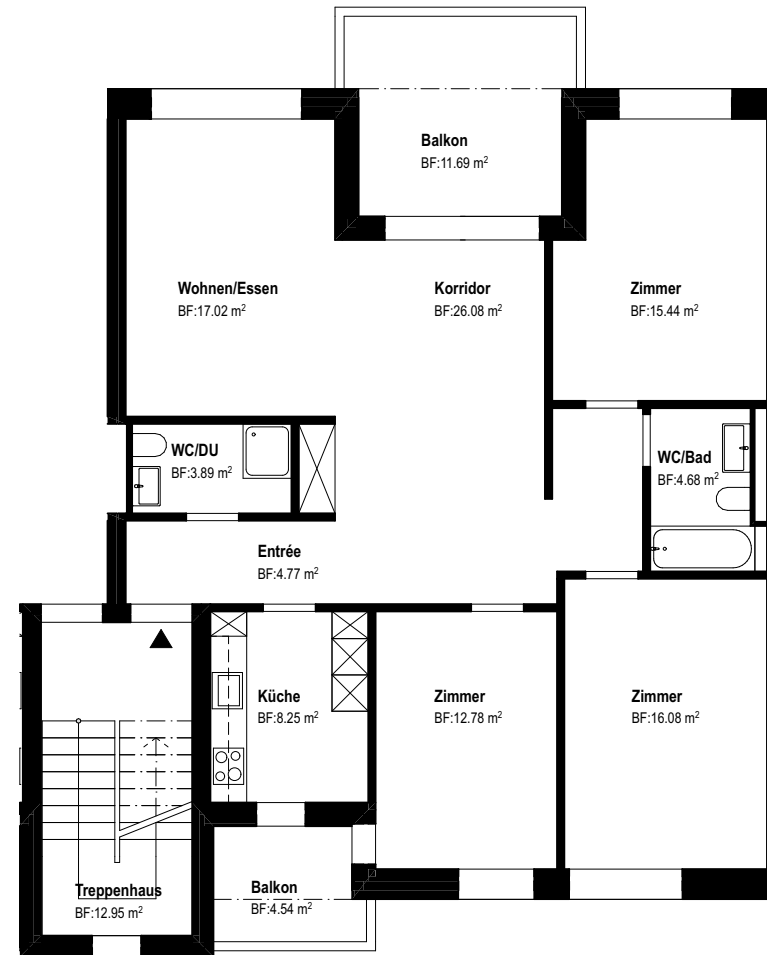 Balkon
BF:11.69 m²
Wohnen/Essen
BF:17.02 m²
Korridor
BF:26.08 m²
Zimmer
BF:15.44 m²
WC/DU
BF:3.89 m²
WC/Bad
BF:4.68 m²
Entrée
BF:4.77 m²
Küche
BF:8.25 m²
Zimmer
BF:12.78 m²
Zimmer
BF:16.08 m²
Treppenhaus
BF:12.95 m²
Balkon
BF:4.54 m²